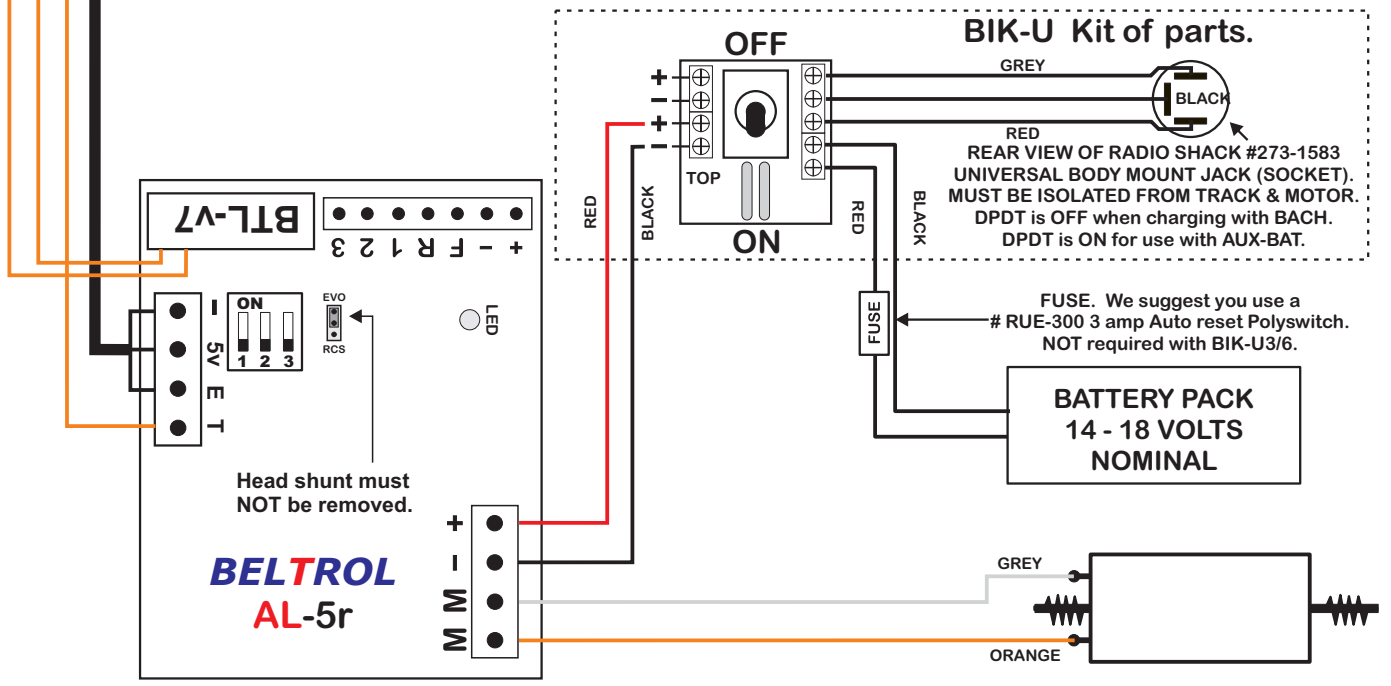 BIK-U Kit of parts.
OFF
+
−
+
−
TOP
ON
GREY
BLACK
RED
REAR VIEW OF RADIO SHACK #273-1583
UNIVERSAL BODY MOUNT JACK (SOCKET).
MUST BE ISOLATED FROM TRACK & MOTOR.
DPDT is OFF when charging with BACH.
DPDT is ON for use with AUX-BAT.
RED
BLACK
RED
BLACK
BTL-v7
3 2 1 R F − +
− 5v E T
ON
1 2 3
EVO
RCS
LED
FUSE
FUSE. We suggest you use a
# RUE-300 3 amp Auto reset Polyswitch.
NOT required with BIK-U3/6.
BATTERY PACK
14 - 18 VOLTS
NOMINAL
Head shunt must
NOT be removed.
BELTROL
AL-5r
+
−
M
M
GREY
ORANGE